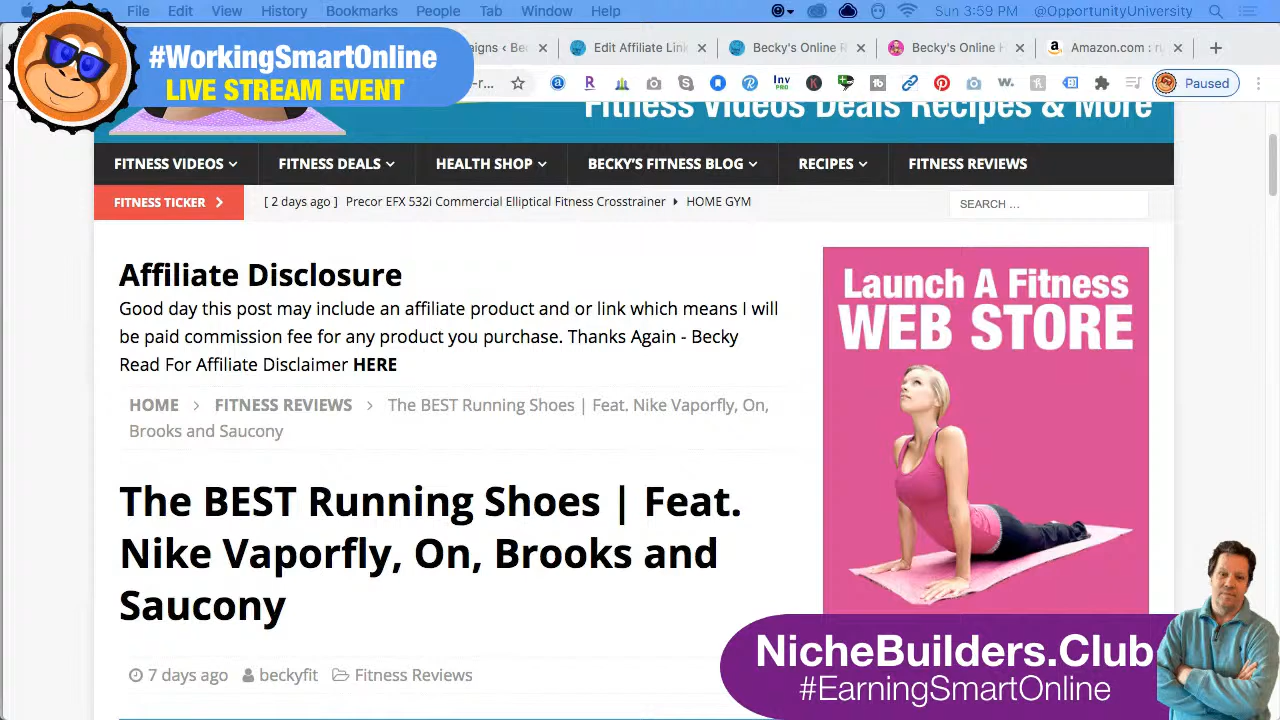 File Edit View History Bookmarks People Tab Window Help Sun 3:59 PM @OpportunityUniversity
#WorkingSmartOnline
LIVE STREAM EVENT
Edit Affiliate Link
Becky's Online
Becky's Online
Amazon.com :
Paused
Fitness Videos Deals Recipes & More
FITNESS VIDEOS FITNESS DEALS HEALTH SHOP BECKY'S FITNESS BLOG RECIPES FITNESS REVIEWS
FITNESS TICKER [ 2 days ago ] Precor EFX 532i Commercial Elliptical Fitness Crosstrainer HOME GYM SEARCH ...
Affiliate Disclosure
Good day this post may include an affiliate product and or link which means I will
be paid commission fee for any product you purchase. Thanks Again - Becky
Read For Affiliate Disclaimer HERE
HOME > FITNESS REVIEWS > The BEST Running Shoes | Feat. Nike Vaporfly, On,
Brooks and Saucony
The BEST Running Shoes | Feat.
Nike Vaporfly, On, Brooks and
Saucony
7 days ago beckyfit Fitness Reviews
Launch A Fitness
WEB STORE
NicheBuilders.Club
#EarningSmartOnline